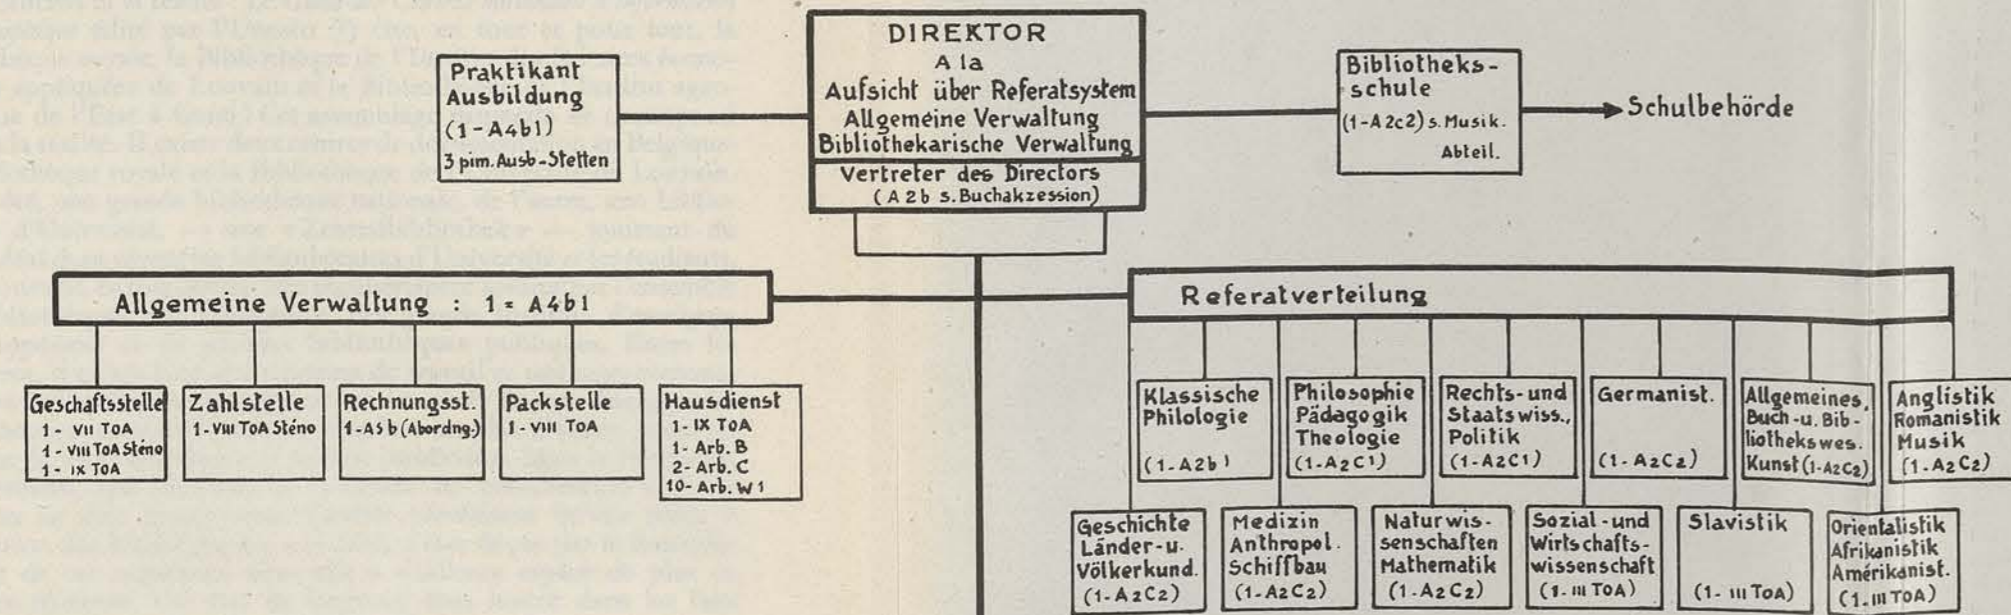 DIREKTOR
A1a
Aufsicht über Referatsystem
Allgemeine Verwaltung
Bibliothekarische Verwaltung
Vertreter des Directors
(A2b s. Buchakzession)
Praktikant
Ausbildung
(1-A4b1)
3 pim. Ausb-Stetten
Bibliotheks-
schule
(1-A2c2) s. Musik.
Abteil.
Schulbehörde
Allgemeine Verwaltung : 1 = A4b1
Referatverteilung
Geschaftsstelle
1- VII ToA
1 - VIII ToA Sténo
1 - IX ToA
Zahlstelle
1-VIII ToA Sténo
Rechnungsst.
1-A5b (Abordng.)
Packstelle
1- VIII ToA
Hausdienst
1- IX ToA
1- Arb. B
2- Arb. C
10- Arb. W1
Klassische
Philologie
(1-A2b)
Philosophie
Pädagogik
Theologie
(1-A2C1)
Rechts- und
Staatswiss.,
Politik
(1-A2C1)
Germanist.
(1-A2C2)
Allgemeines,
Buch-u. Bib-
liothekswes.
Kunst (1-A2C2)
Anglistik
Romanistik
Musik
(1-A2C2)
Geschichte
Länder-u.
Völkerkund.
(1-A2C2)
Medizin
Anthropol.
Schiffbau
(1-A2C2)
Naturwis-
senschaften
Mathematik
(1-A2C2)
Sozial-und
Wirtschafts-
wissenschaft
(1-III ToA)
Slavistik
(1- III ToA)
Orientalistik
Afrikanistik
Amérikanist.
(1-III ToA)